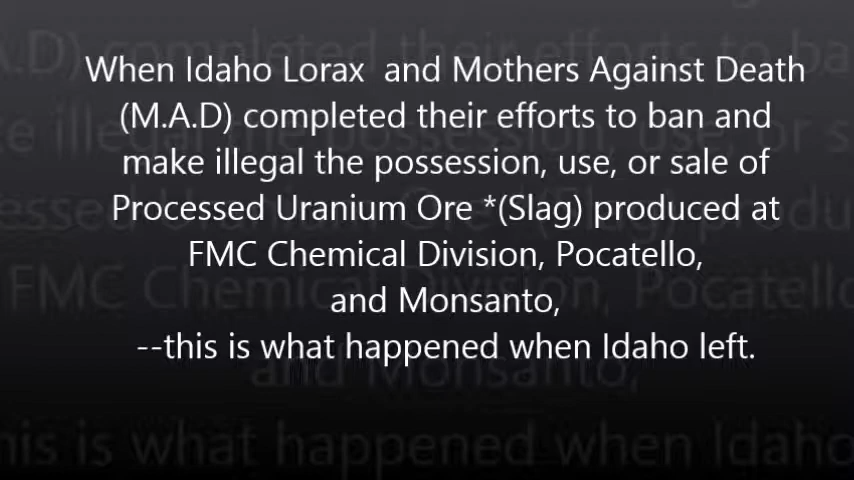 When Idaho Lorax and Mothers Against Death
(M.A.D) completed their efforts to ban and
make illegal the possession, use, or sale of
Processed Uranium Ore *(Slag) produced at
FMC Chemical Division, Pocatello,
and Monsanto,
--this is what happened when Idaho left.